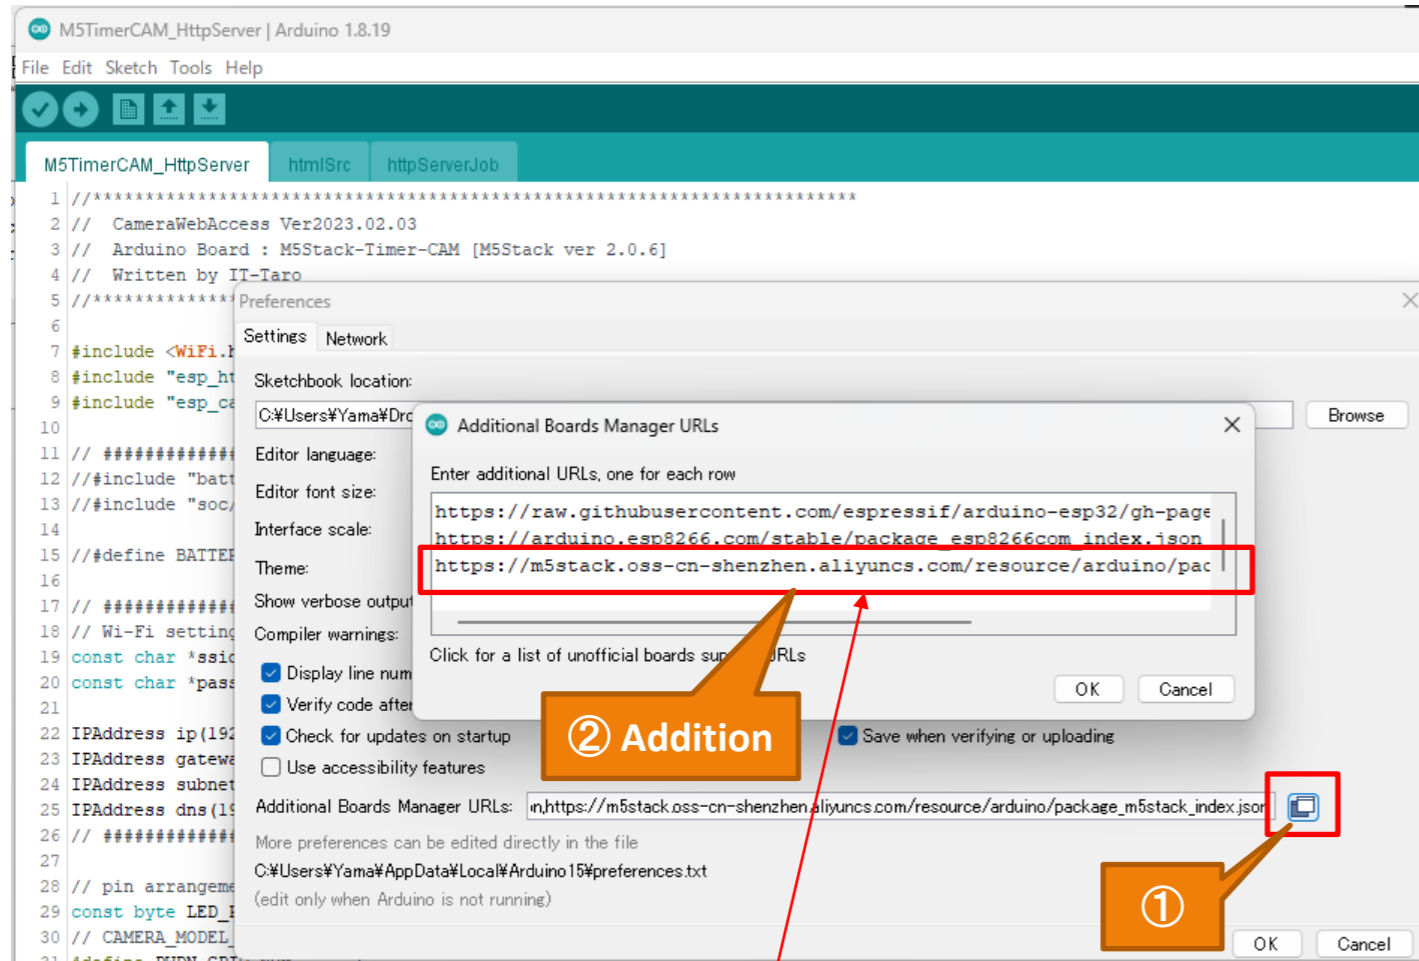 M5TimerCAM_HttpServer | Arduino 1.8.19
File Edit Sketch Tools Help
M5TimerCAM_HttpServer htmlSrc httpServerJob
1 //*************************************************************************
2 // CameraWebAccess Ver2023.02.03
3 // Arduino Board : M5Stack-Timer-CAM [M5Stack ver 2.0.6]
4 // Written by IT-Taro
5 //**************
Preferences
6
Settings Network
7 #include <WiFi.h
8 #include "esp_ht
Sketchbook location:
9 #include "esp_ca
C:¥Users¥Yama¥Dro
Browse
10
Additional Boards Manager URLs
11 // #############
Editor language:
Enter additional URLs, one for each row
12 //#include "batt
Editor font size:
13 //#include "soc/
https://raw.githubusercontent.com/espressif/arduino-esp32/gh-page
14
Interface scale:
https://arduino.esp8266.com/stable/package_esp8266com_index.json
15 //#define BATTER
Theme:
https://m5stack.oss-cn-shenzhen.aliyuncs.com/resource/arduino/pac
16
17 // #############
Show verbose output
18 // Wi-Fi setting
Compiler warnings:
19 const char *ssid
Click for a list of unofficial boards sup URLs
20 const char *pass
Display line num
OK Cancel
21
Verify code after
22 IPAddress ip(192
Check for updates on startup
② Addition
Save when verifying or uploading
23 IPAddress gatewa
Use accessibility features
24 IPAddress subnet
25 IPAddress dns(19
Additional Boards Manager URLs: n,https://m5stack.oss-cn-shenzhen.aliyuncs.com/resource/arduino/package_m5stack_index.json
26 // #############
More preferences can be edited directly in the file
27
C:¥Users¥Yama¥AppData¥Local¥Arduino15¥preferences.txt
28 // pin arrangeme
(edit only when Arduino is not running)
①
29 const byte LED_P
30 // CAMERA_MODEL_
OK Cancel